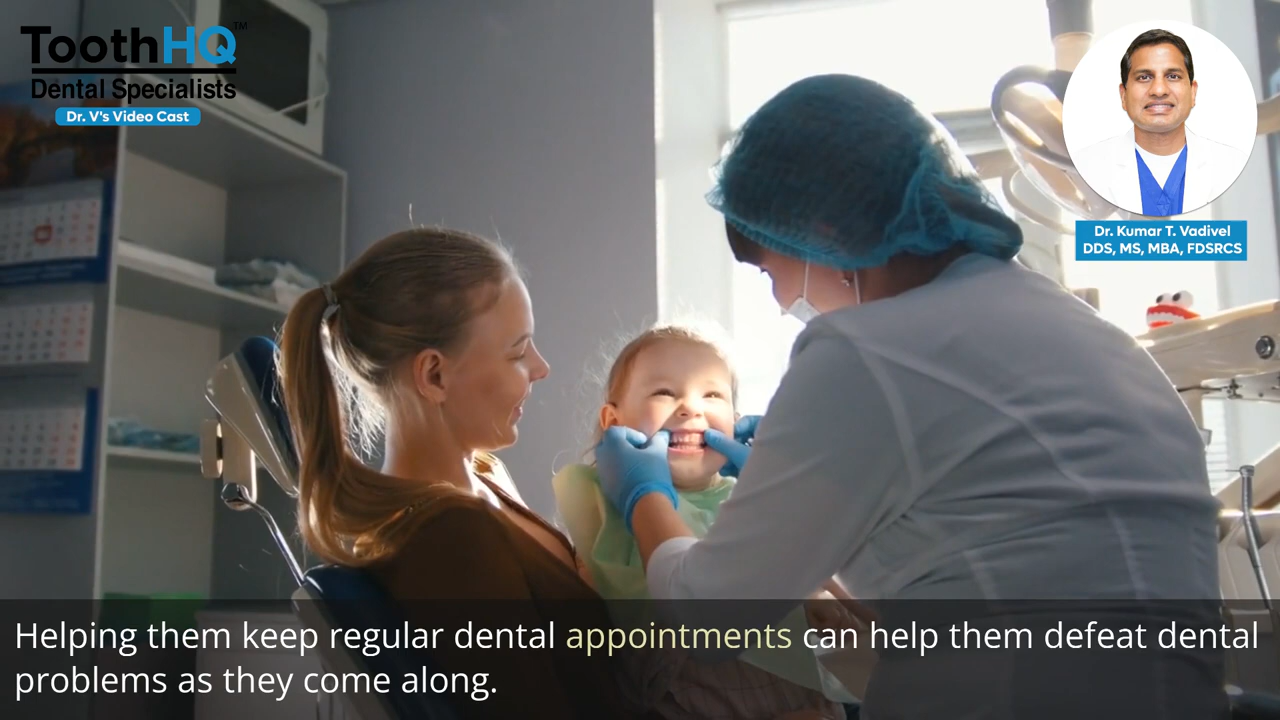 ToothHQ™
Dental Specialists
Dr. V's Video Cast
Dr. Kumar T. Vadivel
DDS, MS, MBA, FDSRCS
Helping them keep regular dental appointments can help them defeat dental
problems as they come along.